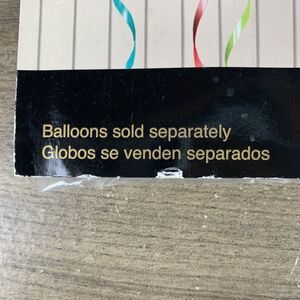 Balloons sold separately
Globos se venden separados